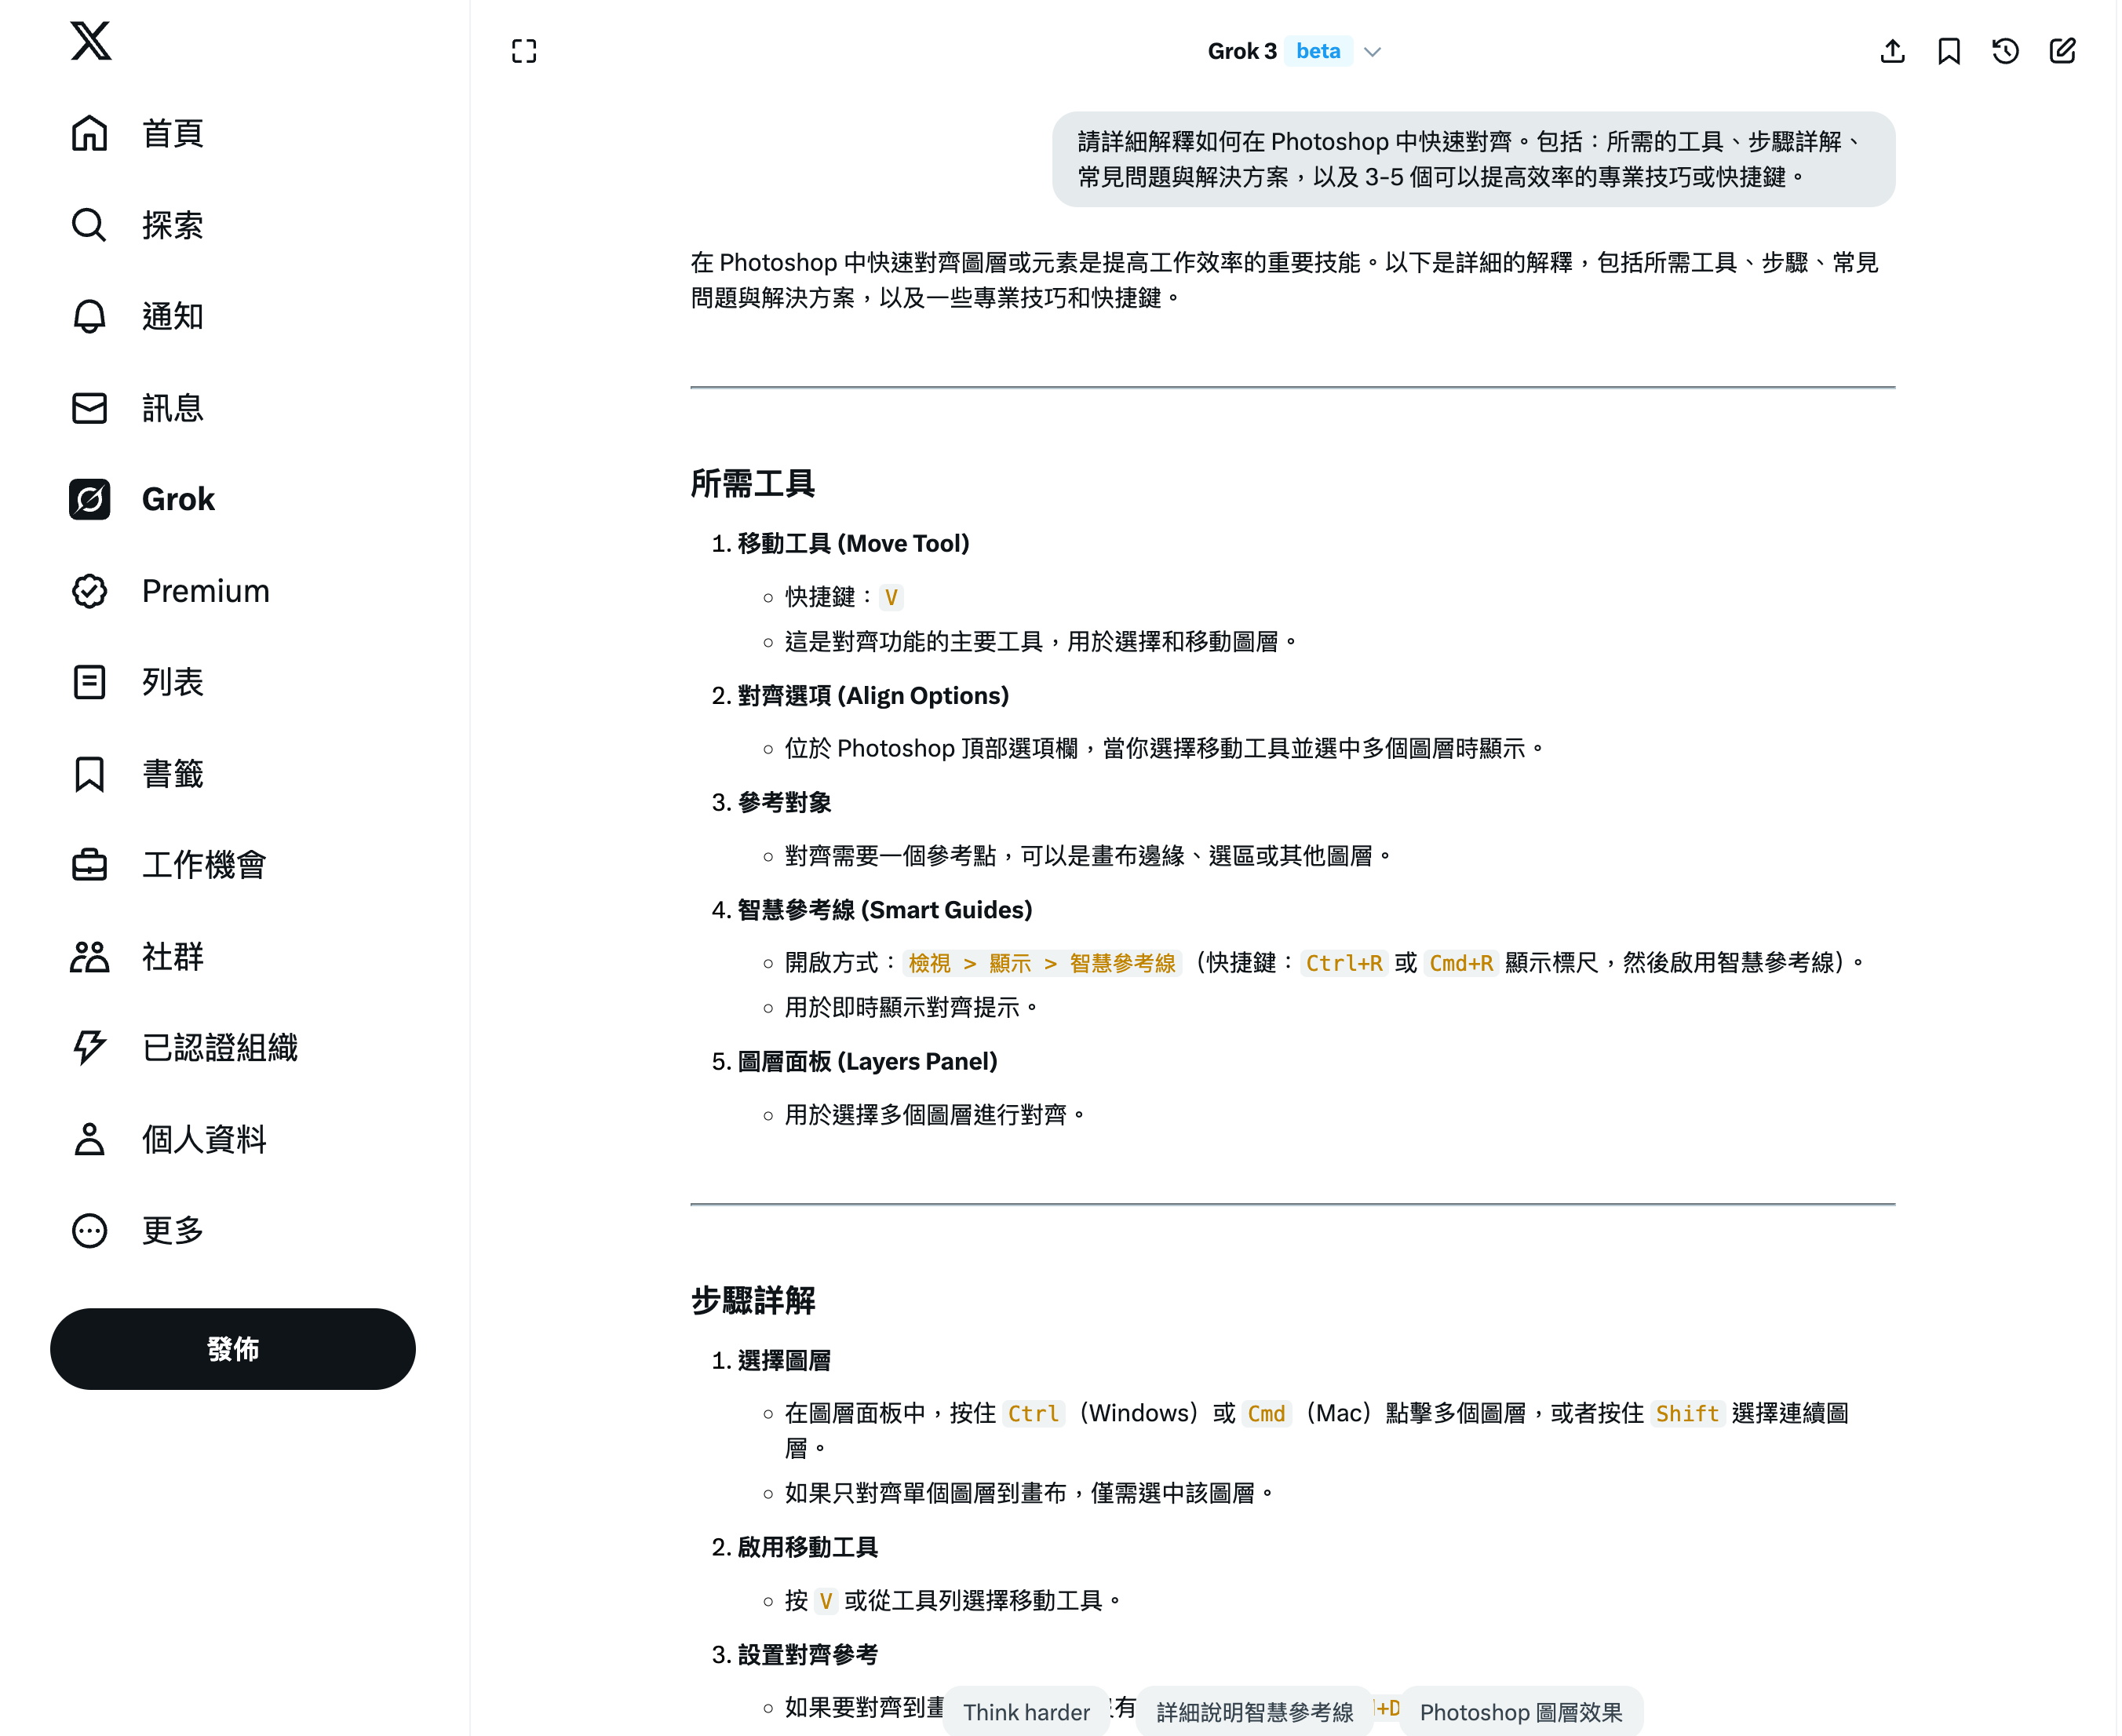 首頁
探索
通知
訊息
Grok
Premium
列表
書籤
工作機會
社群
已認證組織
個人資料
更多
發佈
Grok 3 beta
請詳細解釋如何在 Photoshop 中快速對齊。包括：所需的工具、步驟詳解、
常見問題與解決方案，以及 3-5 個可以提高效率的專業技巧或快捷鍵。
在 Photoshop 中快速對齊圖層或元素是提高工作效率的重要技能。以下是詳細的解釋，包括所需工具、步驟、常見
問題與解決方案，以及一些專業技巧和快捷鍵。
所需工具
1. 移動工具 (Move Tool)
快捷鍵：V
這是對齊功能的主要工具，用於選擇和移動圖層。
2. 對齊選項 (Align Options)
位於 Photoshop 頂部選項欄，當你選擇移動工具並選中多個圖層時顯示。
3. 參考對象
對齊需要一個參考點，可以是畫布邊緣、選區或其他圖層。
4. 智慧參考線 (Smart Guides)
開啟方式：檢視 > 顯示 > 智慧參考線（快捷鍵：Ctrl+R 或 Cmd+R 顯示標尺，然後啟用智慧參考線）。
用於即時顯示對齊提示。
5. 圖層面板 (Layers Panel)
用於選擇多個圖層進行對齊。
步驟詳解
1. 選擇圖層
在圖層面板中，按住 Ctrl（Windows）或 Cmd（Mac）點擊多個圖層，或者按住 Shift 選擇連續圖
層。
如果只對齊單個圖層到畫布，僅需選中該圖層。
2. 啟用移動工具
按 V 或從工具列選擇移動工具。
3. 設置對齊參考
如果要對齊到畫 有 +D
Think harder
詳細說明智慧參考線
Photoshop 圖層效果